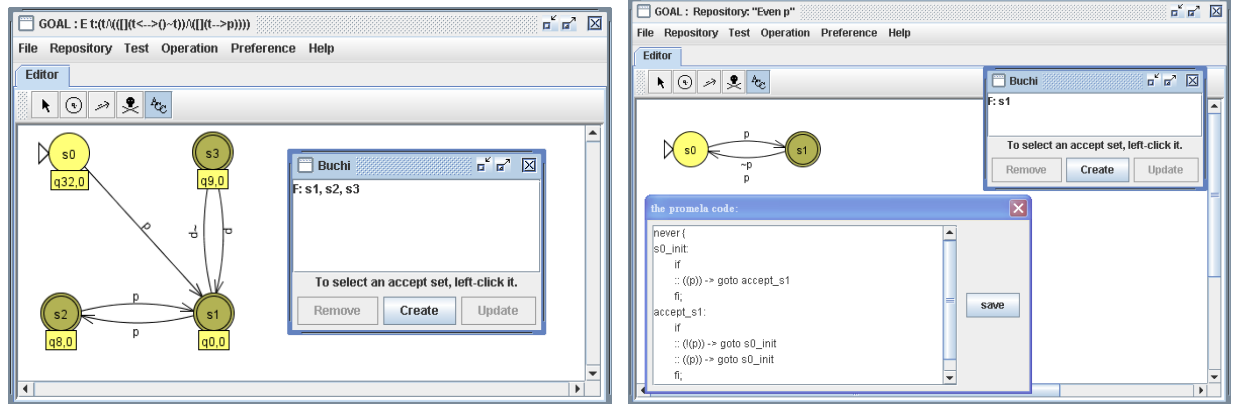 GOAL : E t:(t/\(([](t<-->()~t))/\([](t-->p))))
File Repository Test Operation Preference Help
Editor
Acc
s0
q32,0
s3
q9,0
p
~p
p
s2
q8,0
p
p
s1
q0,0
Buchi
F: s1, s2, s3
To select an accept set, left-click it.
Remove Create Update
GOAL : Repository: "Even p"
File Repository Test Operation Preference Help
Editor
Acc
s0
p
~p
p
s1
Buchi
F: s1
To select an accept set, left-click it.
Remove Create Update
the promela code:
never {
s0_init:
if
:: ((p)) -> goto accept_s1
fi;
accept_s1:
if
:: (!(p)) -> goto s0_init
:: ((p)) -> goto s0_init
fi;
save